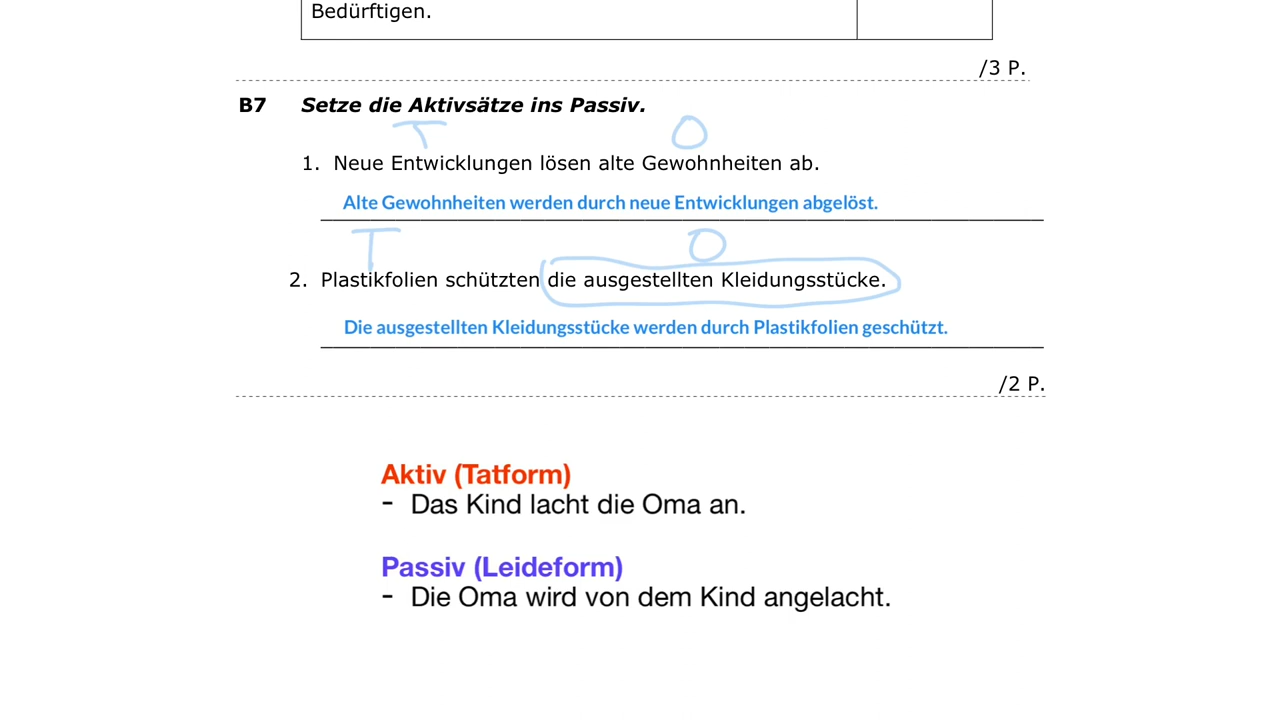 Bedürftigen.
/3 P.
B7 Setze die Aktivsätze ins Passiv.
T O
1. Neue Entwicklungen lösen alte Gewohnheiten ab.
Alte Gewohnheiten werden durch neue Entwicklungen abgelöst.
T O
2. Plastikfolien schützten die ausgestellten Kleidungsstücke.
Die ausgestellten Kleidungsstücke werden durch Plastikfolien geschützt.
/2 P.
Aktiv (Tatform)
- Das Kind lacht die Oma an.
Passiv (Leideform)
- Die Oma wird von dem Kind angelacht.